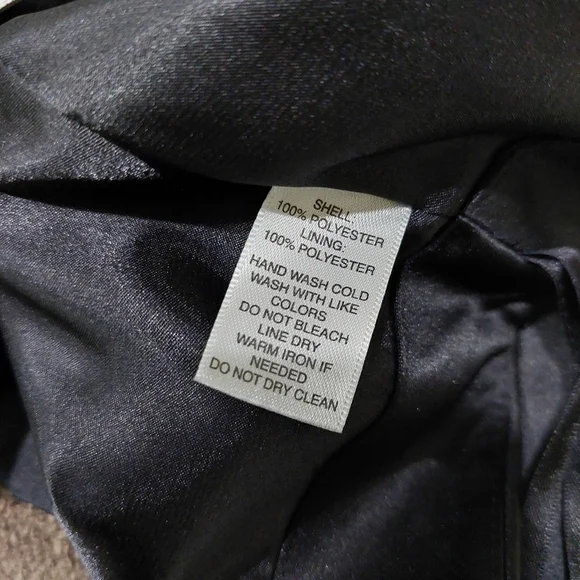 SHELL:
100% POLYESTER
LINING:
100% POLYESTER
HAND WASH COLD
WASH WITH LIKE
COLORS
DO NOT BLEACH
LINE DRY
WARM IRON IF
NEEDED
DO NOT DRY CLEAN